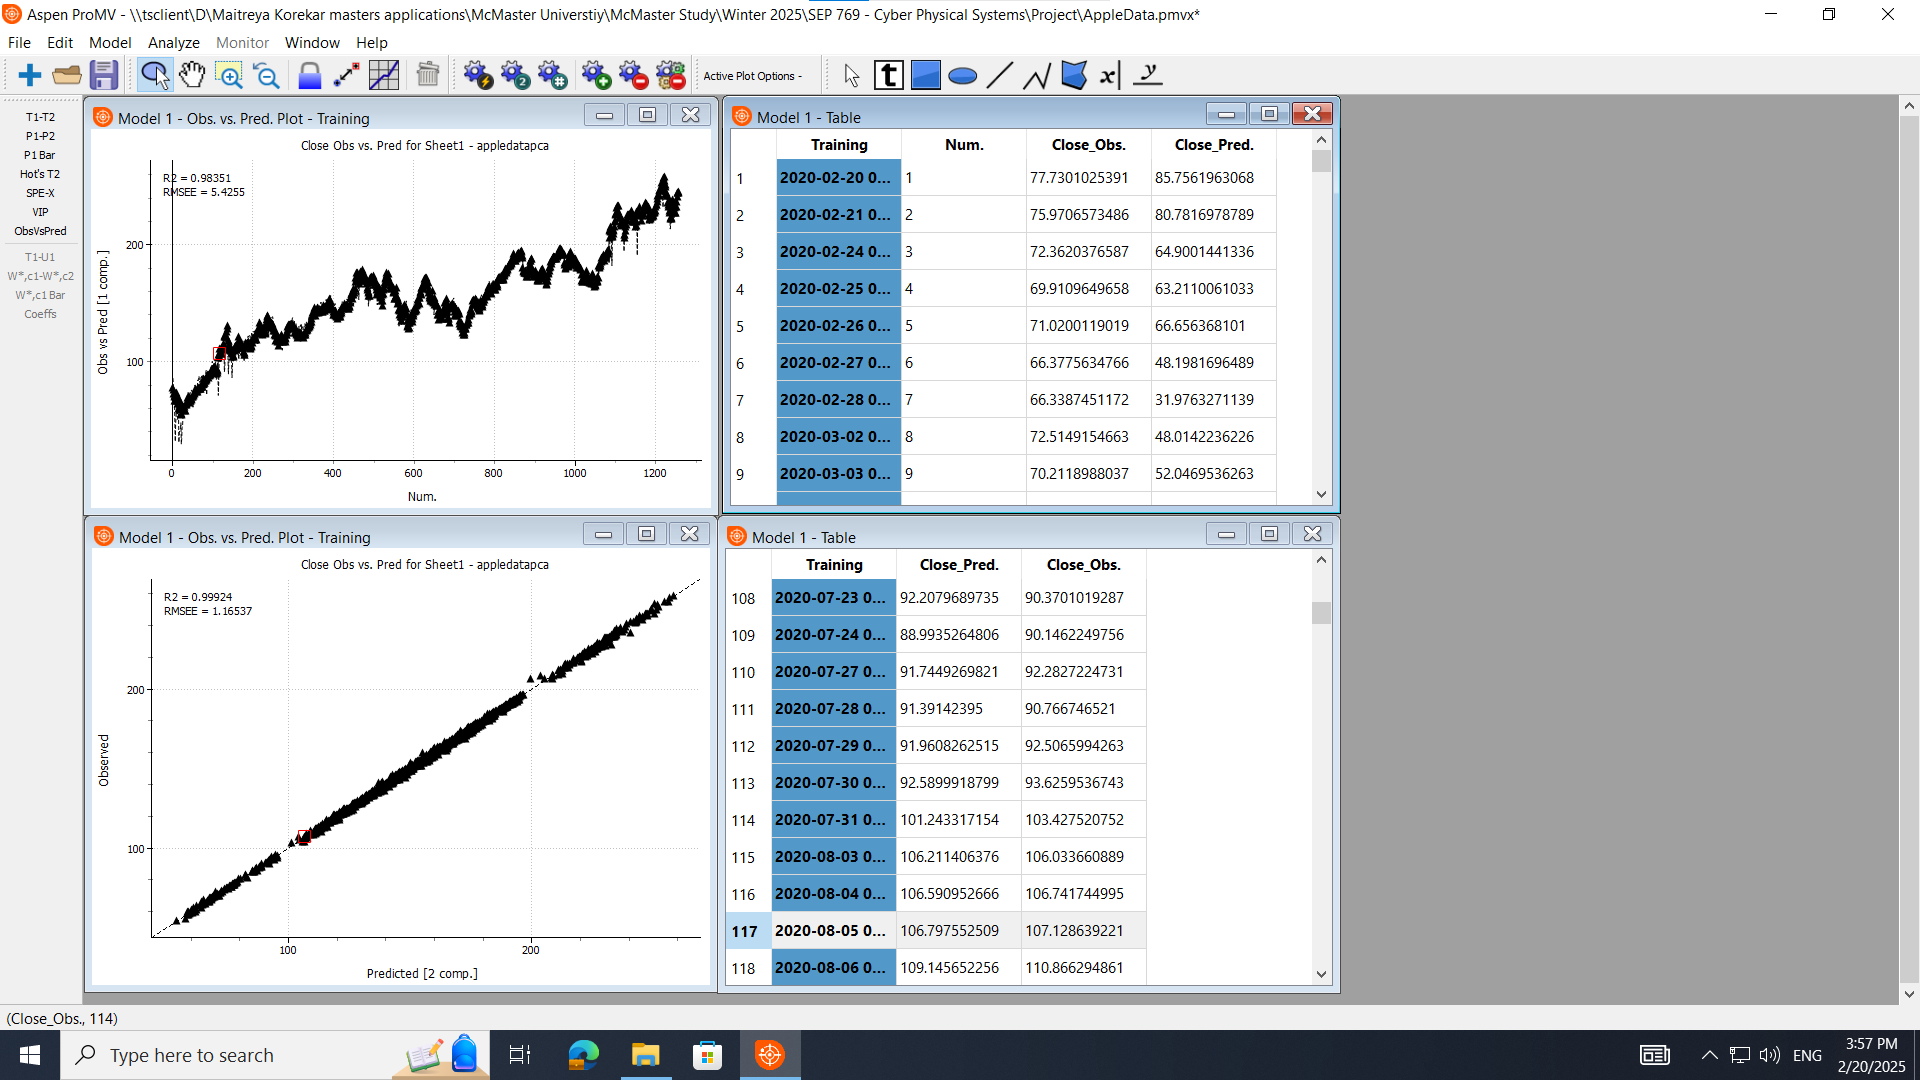 Aspen ProMV - \\tsclient\D\Maitreya Korekar masters applications\McMaster Universtiy\McMaster Study\Winter 2025\SEP 769 - Cyber Physical Systems\Project\AppleData.pmvx*
File Edit Model Analyze Monitor Window Help
2 # Active Plot Options - t x| y
T1-T2
P1-P2
P1 Bar
Hot's T2
SPE-X
VIP
ObsVsPred
T1-U1
W*,c1-W*,c2
W*,c1 Bar
Coeffs
Model 1 - Obs. vs. Pred. Plot - Training
Close Obs vs. Pred for Sheet1 - appledatapca
R2 = 0.98351
RMSEE = 5.4255
Obs vs Pred [1 comp.]
200
100
0 200 400 600 800 1000 1200
Num.
Model 1 - Table
Training Num. Close_Obs. Close_Pred.
1 2020-02-20 0... 1 77.7301025391 85.7561963068
2 2020-02-21 0... 2 75.9706573486 80.7816978789
3 2020-02-24 0... 3 72.3620376587 64.9001441336
4 2020-02-25 0... 4 69.9109649658 63.2110061033
5 2020-02-26 0... 5 71.0200119019 66.656368101
6 2020-02-27 0... 6 66.3775634766 48.1981696489
7 2020-02-28 0... 7 66.3387451172 31.9763271139
8 2020-03-02 0... 8 72.5149154663 48.0142236226
9 2020-03-03 0... 9 70.2118988037 52.0469536263
Model 1 - Obs. vs. Pred. Plot - Training
Close Obs vs. Pred for Sheet1 - appledatapca
R2 = 0.99924
RMSEE = 1.16537
Observed
200
100
100 200
Predicted [2 comp.]
Model 1 - Table
Training Close_Pred. Close_Obs.
108 2020-07-23 0... 92.2079689735 90.3701019287
109 2020-07-24 0... 88.9935264806 90.1462249756
110 2020-07-27 0... 91.7449269821 92.2827224731
111 2020-07-28 0... 91.39142395 90.766746521
112 2020-07-29 0... 91.9608262515 92.5065994263
113 2020-07-30 0... 92.5899918799 93.6259536743
114 2020-07-31 0... 101.243317154 103.427520752
115 2020-08-03 0... 106.211406376 106.033660889
116 2020-08-04 0... 106.590952666 106.741744995
117 2020-08-05 0... 106.797552509 107.128639221
118 2020-08-06 0... 109.145652256 110.866294861
(Close_Obs., 114)
Type here to search
ENG
3:57 PM
2/20/2025